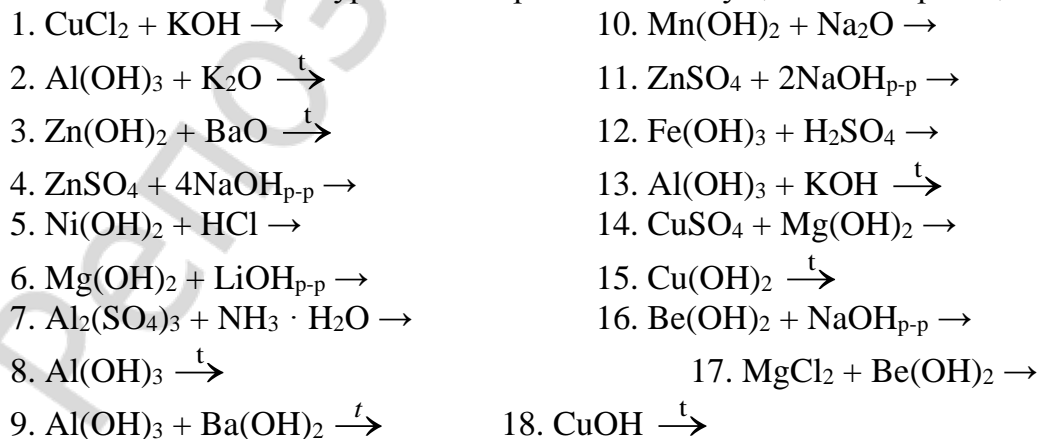 1. CuCl₂ + KOH →
2. Al(OH)₃ + K₂O →ᵗ
3. Zn(OH)₂ + BaO →ᵗ
4. ZnSO₄ + 4NaOHр-р →
5. Ni(OH)₂ + HCl →
6. Mg(OH)₂ + LiOHр-р →
7. Al₂(SO₄)₃ + NH₃ · H₂O →
8. Al(OH)₃ →ᵗ
9. Al(OH)₃ + Ba(OH)₂ →ᵗ
10. Mn(OH)₂ + Na₂O →
11. ZnSO₄ + 2NaOHр-р →
12. Fe(OH)₃ + H₂SO₄ →
13. Al(OH)₃ + KOH →ᵗ
14. CuSO₄ + Mg(OH)₂ →
15. Cu(OH)₂ →ᵗ
16. Be(OH)₂ + NaOHр-р →
17. MgCl₂ + Be(OH)₂ →
18. CuOH →ᵗ